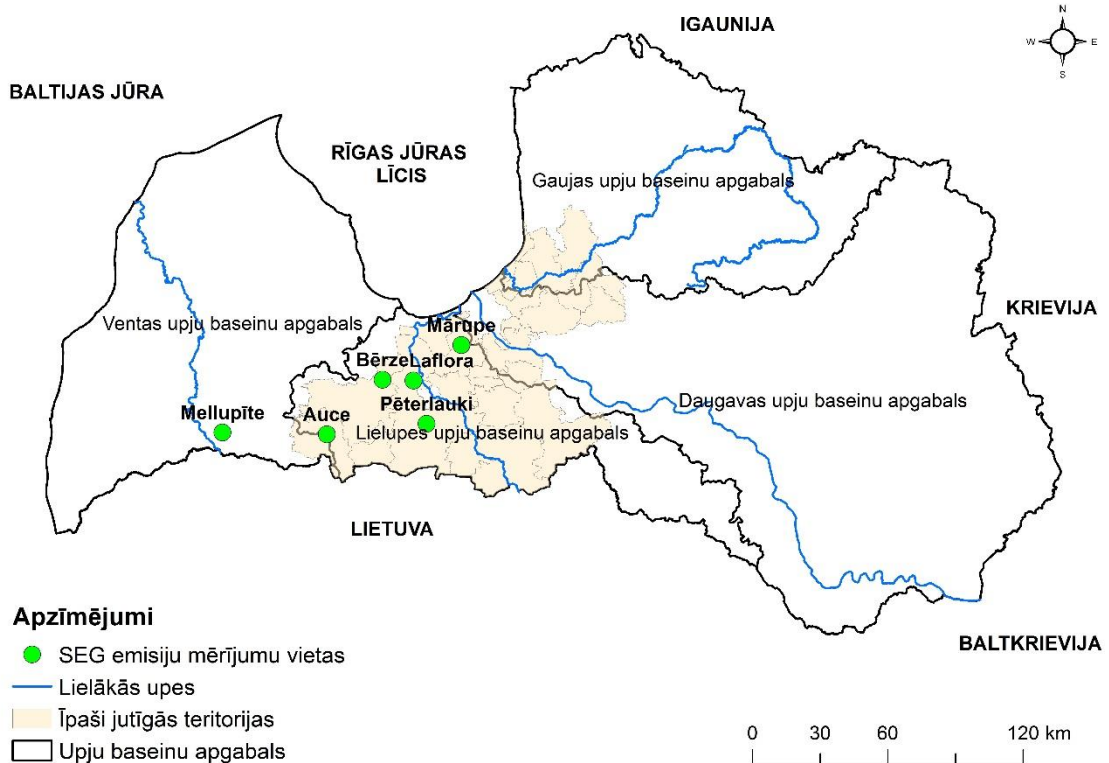 N
W E
S
IGAUNIJA
BALTIJAS JŪRA
RĪGAS JŪRAS
LĪCIS
Gaujas upju baseinu apgabals
KRIEVIJA
Ventas upju baseinu apgabals
Mārupe
Bērze Laflora
Daugavas upju baseinu apgabals
Mellupīte
Auce
Pēterlauki
Lielupes upju baseinu apgabals
LIETUVA
BALTKRIEVIJA
Apzīmējumi
SEG emisiju mērījumu vietas
Lielākās upes
Īpaši jutīgās teritorijas
Upju baseinu apgabals
0 30 60 120 km